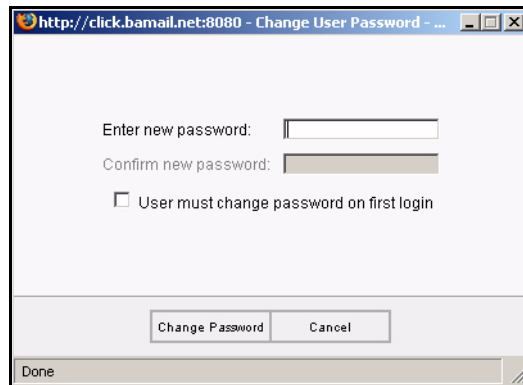 http://click.bamail.net:8080 - Change User Password - ...
Enter new password:
Confirm new password:
User must change password on first login
Change Password Cancel
Done